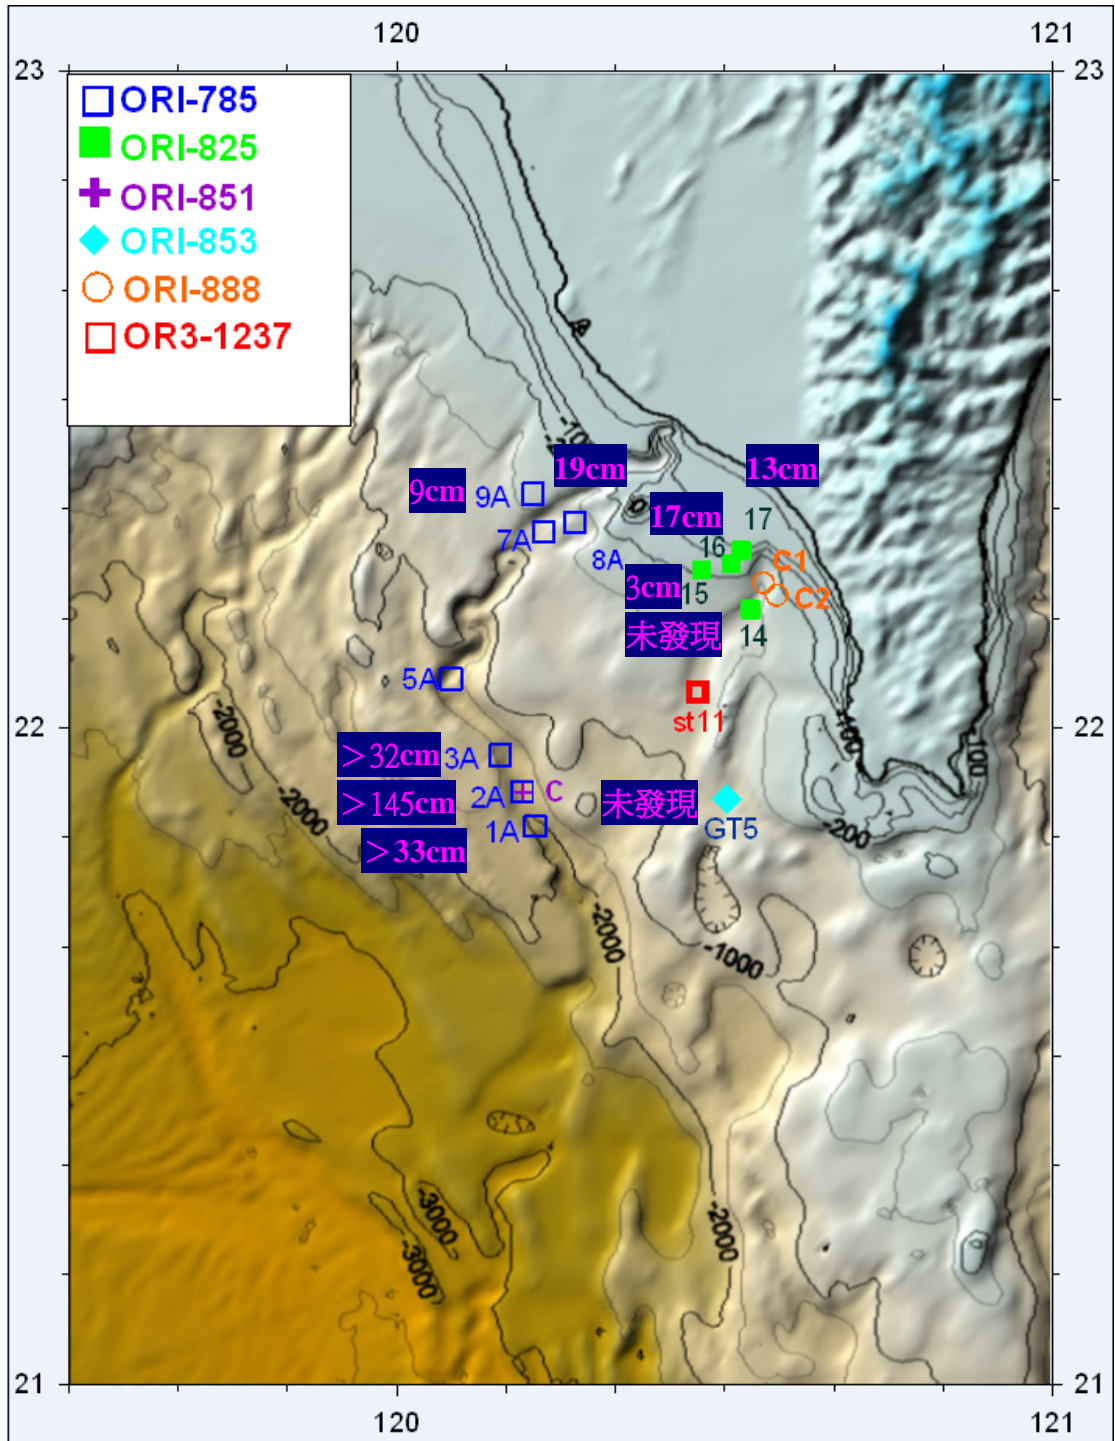 120
121
23
23
ORI-785
ORI-825
ORI-851
ORI-853
ORI-888
OR3-1237
19cm
13cm
9cm
9A
17cm
17
7A
16
8A
C1
3cm
15
C2
未發現
14
5A
st11
22
22
-100
-100
-2000
＞32cm
3A
-2000
＞145cm
2A
C
未發現
＞33cm
1A
GT5
-200
-2000
-1000
-3000
-2000
-3000
21
21
120
121